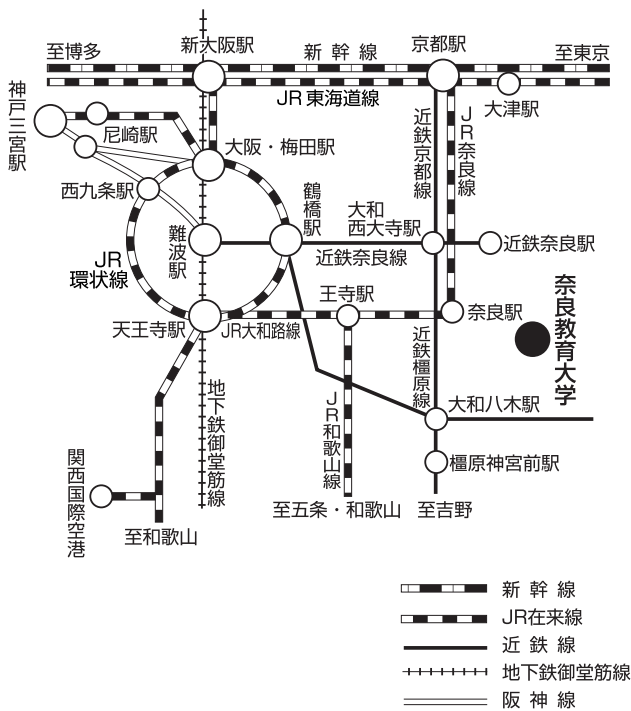 至博多
新大阪駅
新幹線
京都駅
至東京
JR東海道線
大津駅
神戸三宮駅
尼崎駅
大阪・梅田駅
近鉄京都線
JR奈良線
西九条駅
鶴橋駅
大和
西大寺駅
難波駅
近鉄奈良線
近鉄奈良駅
JR
環状線
王寺駅
奈良駅
奈良教育大学
天王寺駅
JR大和路線
近鉄橿原線
地下鉄御堂筋線
JR和歌山線
大和八木駅
橿原神宮前駅
関西国際空港
至和歌山
至五条・和歌山
至吉野
新幹線
JR在来線
近鉄線
地下鉄御堂筋線
阪神線